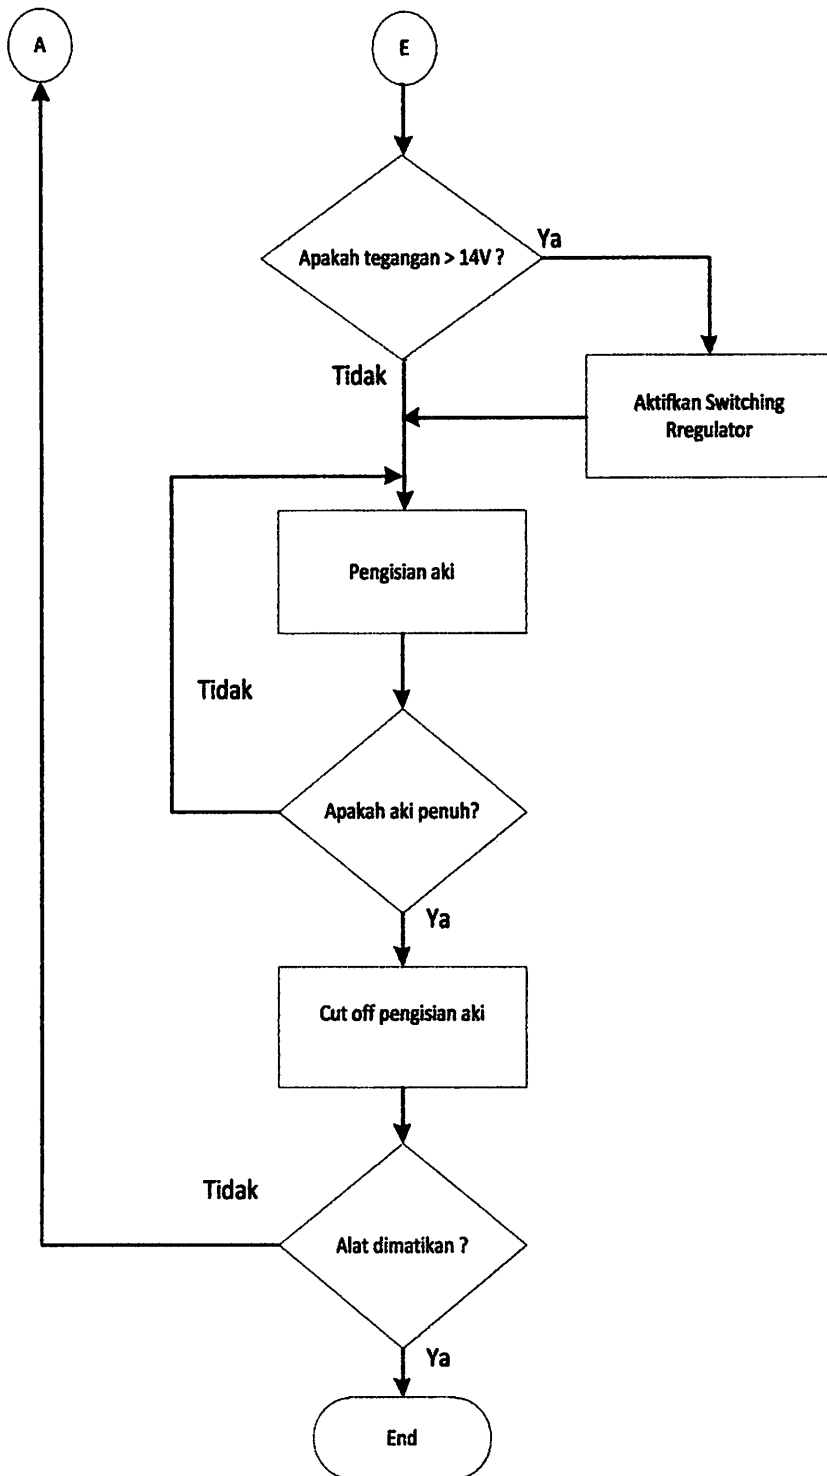 A
E
Apakah tegangan > 14V ?
Ya
Tidak
Aktifkan Switching
Rregulator
Pengisian aki
Tidak
Apakah aki penuh?
Ya
Cut off pengisian aki
Tidak
Alat dimatikan ?
Ya
End